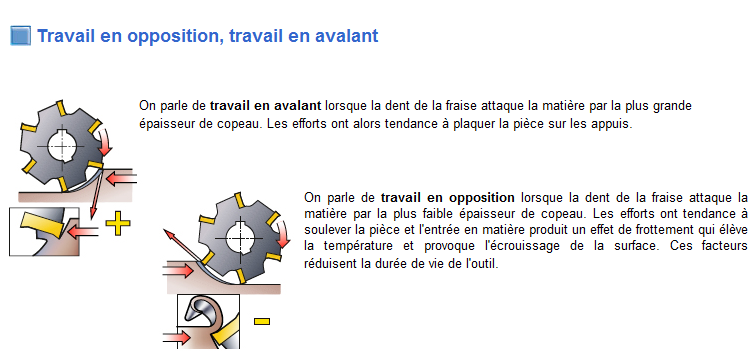 Travail en opposition, travail en avalant
On parle de travail en avalant lorsque la dent de la fraise attaque la matière par la plus grande
épaisseur de copeau. Les efforts ont alors tendance à plaquer la pièce sur les appuis.
On parle de travail en opposition lorsque la dent de la fraise attaque la
matière par la plus faible épaisseur de copeau. Les efforts ont tendance à
soulever la pièce et l'entrée en matière produit un effet de frottement qui élève
la température et provoque l'écrouissage de la surface. Ces facteurs
réduisent la durée de vie de l'outil.